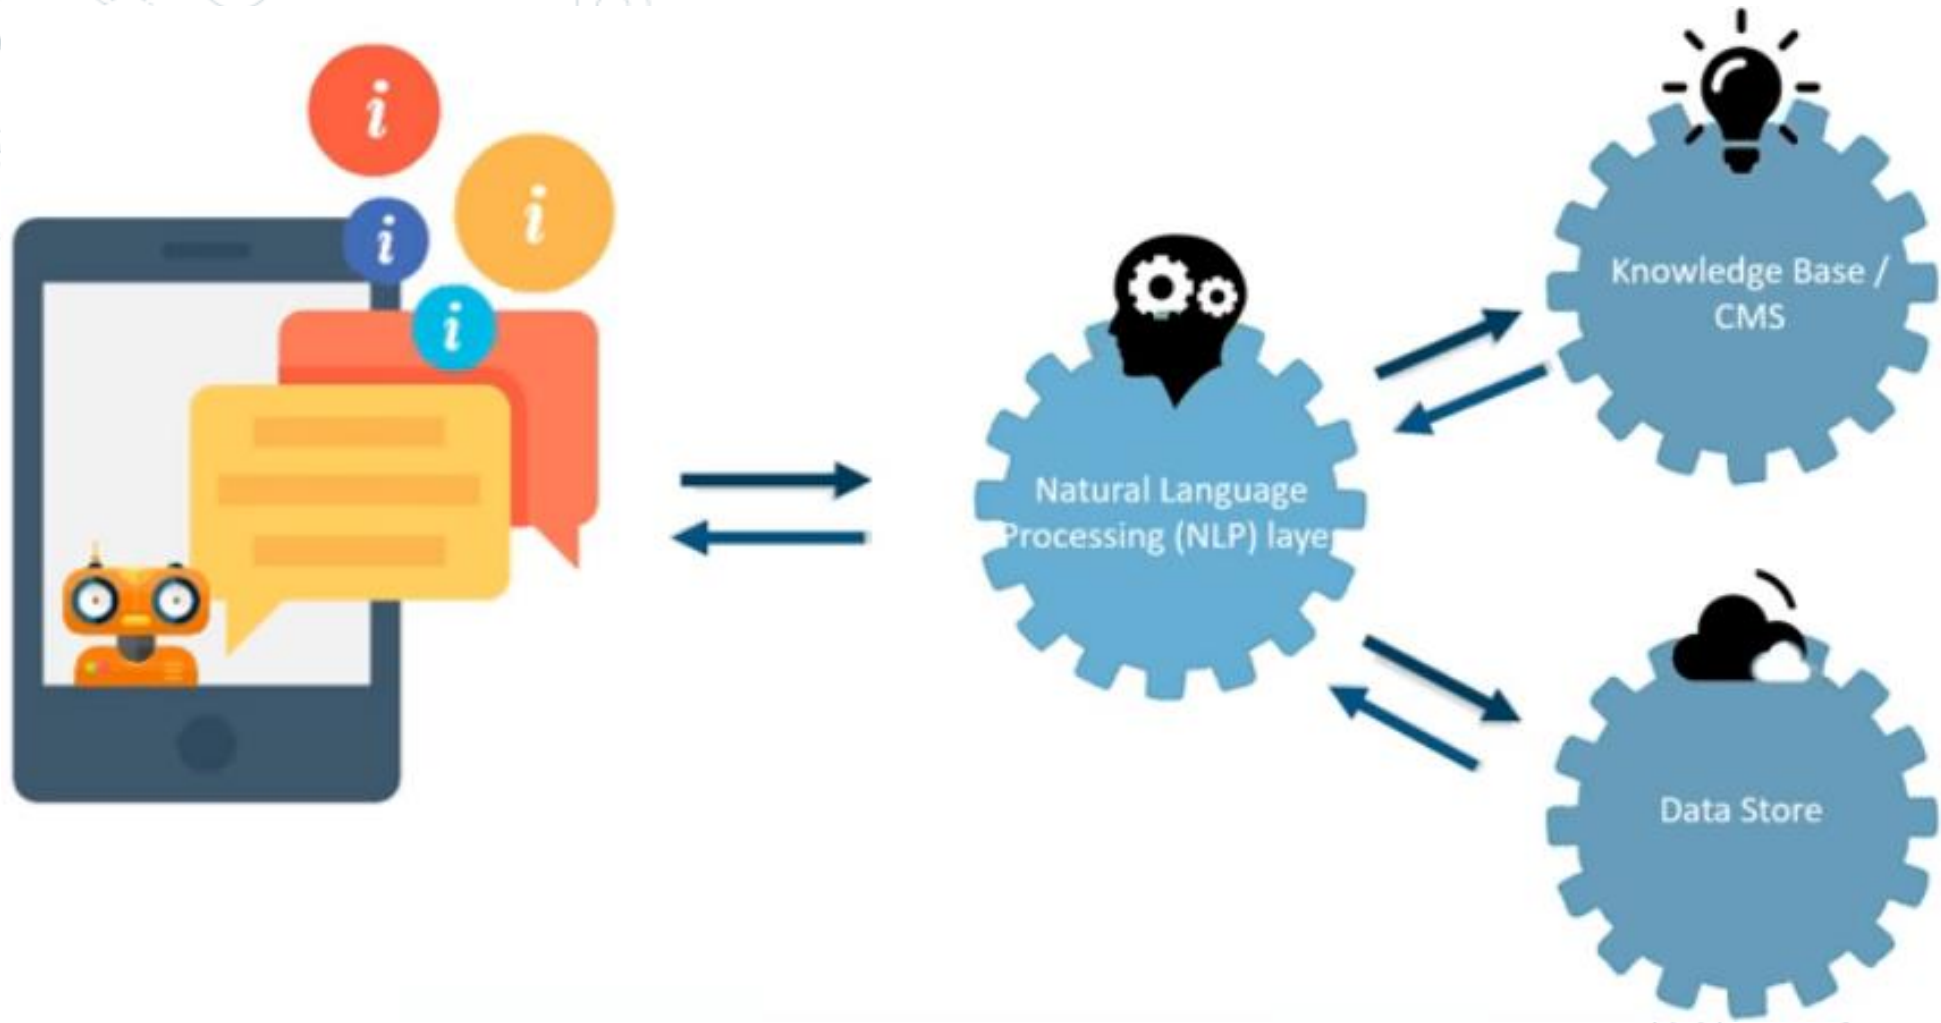 i
i
i
i
Natural Language
Processing (NLP) laye
Knowledge Base /
CMS
Data Store